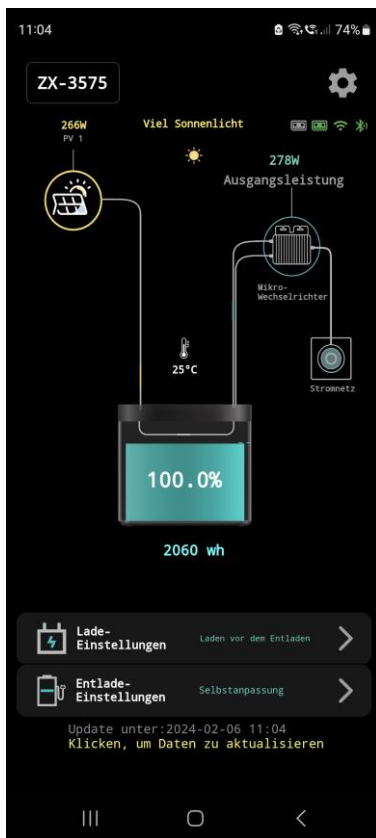 11:04
74%
ZX-3575
266W
PV 1
Viel Sonnenlicht
278W
Ausgangsleistung
Mikro-
Wechselrichter
25°C
Stromnetz
100.0%
2060 wh
Lade-
Einstellungen
Laden vor dem Entladen
Entlade-
Einstellungen
Selbstanpassung
Update unter:2024-02-06 11:04
Klicken, um Daten zu aktualisieren